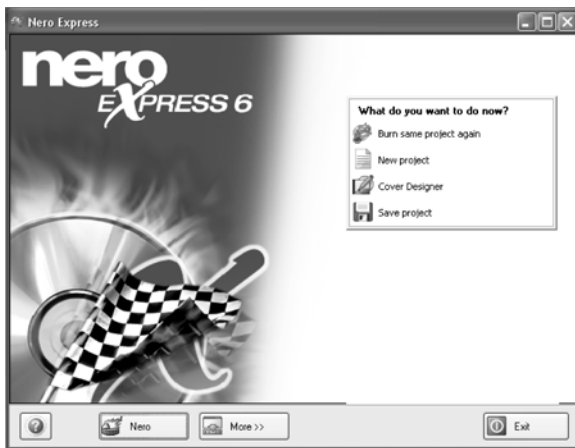 Nero Express
nero
EXPRESS 6
What do you want to do now?
Burn same project again
New project
Cover Designer
Save project
Nero
More >>
Exit